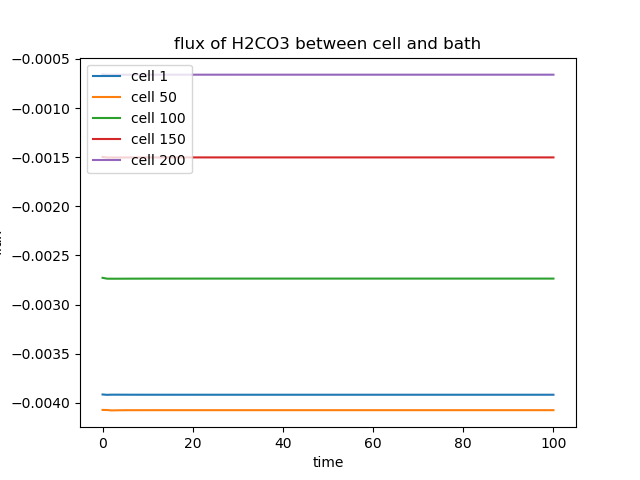 flux of H2CO3 between cell and bath
−0.0005
−0.0010
−0.0015
−0.0020
−0.0025
−0.0030
−0.0035
−0.0040
cell 1
cell 50
cell 100
cell 150
cell 200
0
20
40
60
80
100
time